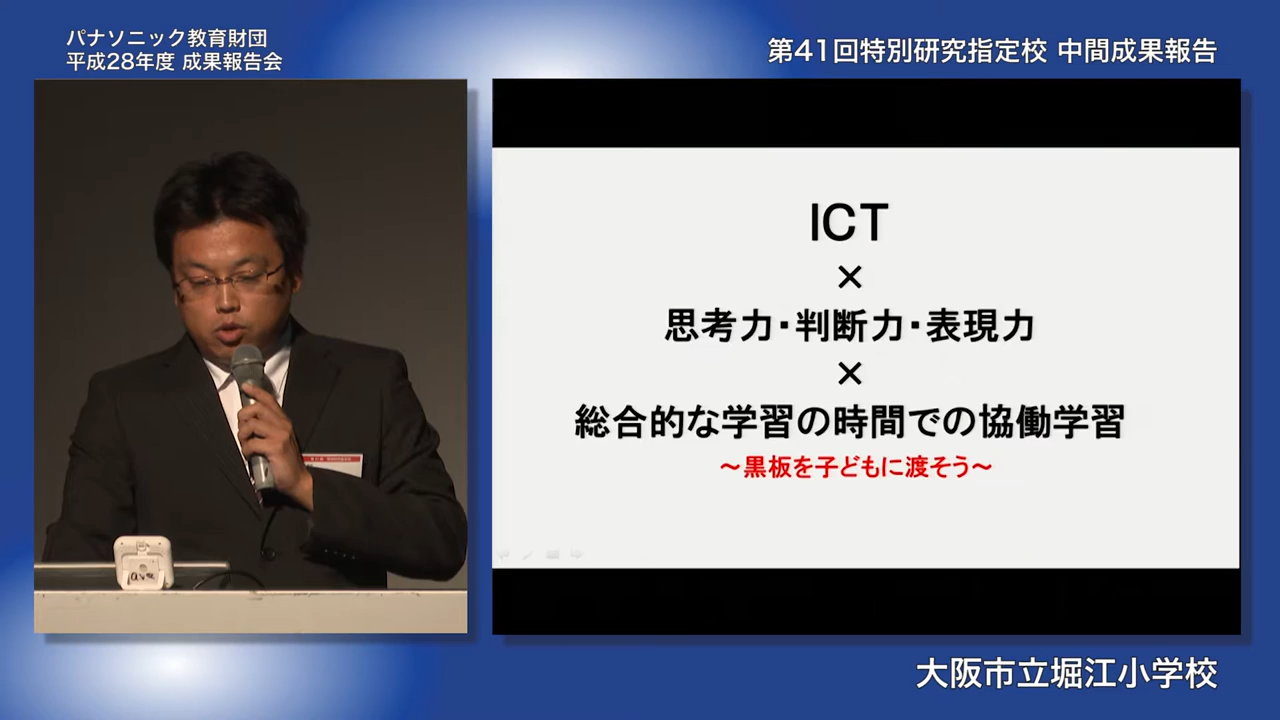 パナソニック教育財団
平成28年度 成果報告会
第41回特別研究指定校 中間成果報告
ICT
×
思考力・判断力・表現力
×
総合的な学習の時間での協働学習
～黒板を子どもに渡そう～
大阪市立堀江小学校